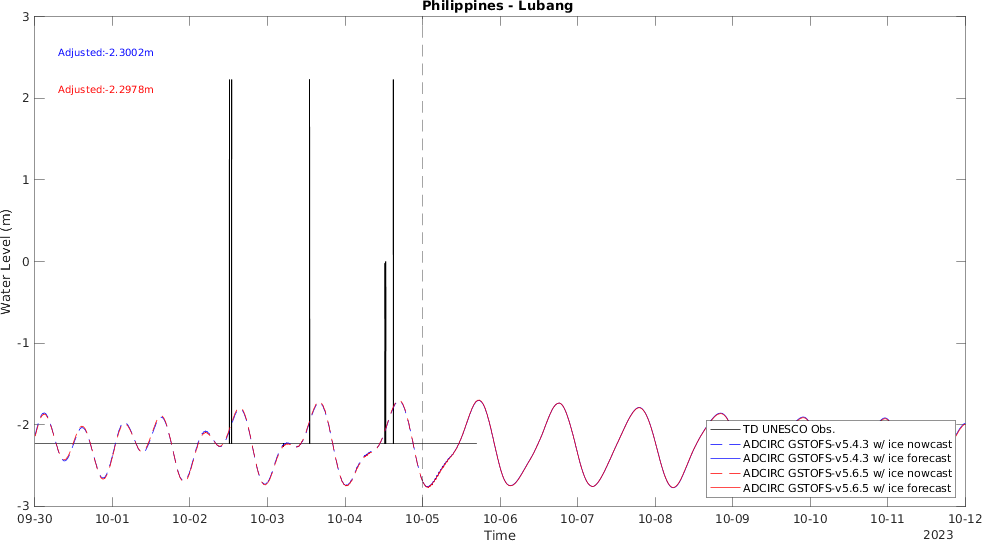 Philippines - Lubang
3
Adjusted:-2.3002m
Adjusted:-2.2978m
2
1
0
-1
-2
-3
Water Level (m)
TD UNESCO Obs.
ADCIRC GSTOFS-v5.4.3 w/ ice nowcast
ADCIRC GSTOFS-v5.4.3 w/ ice forecast
ADCIRC GSTOFS-v5.6.5 w/ ice nowcast
ADCIRC GSTOFS-v5.6.5 w/ ice forecast
09-30 10-01 10-02 10-03 10-04 10-05 10-06 10-07 10-08 10-09 10-10 10-11 10-12
Time
2023